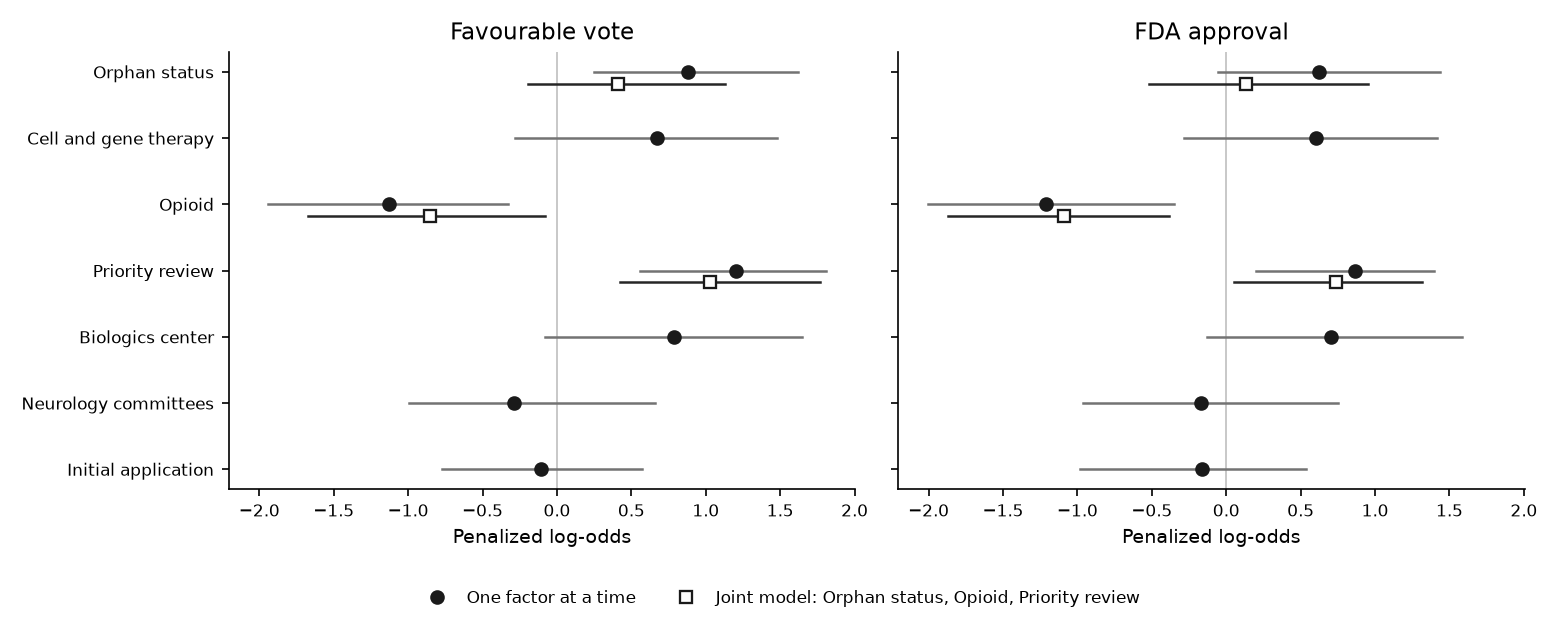 Favourable vote
FDA approval
Orphan status
Cell and gene therapy
Opioid
Priority review
Biologics center
Neurology committees
Initial application
−2.0 −1.5 −1.0 −0.5 0.0 0.5 1.0 1.5 2.0
−2.0 −1.5 −1.0 −0.5 0.0 0.5 1.0 1.5 2.0
Penalized log-odds
Penalized log-odds
One factor at a time
Joint model: Orphan status, Opioid, Priority review